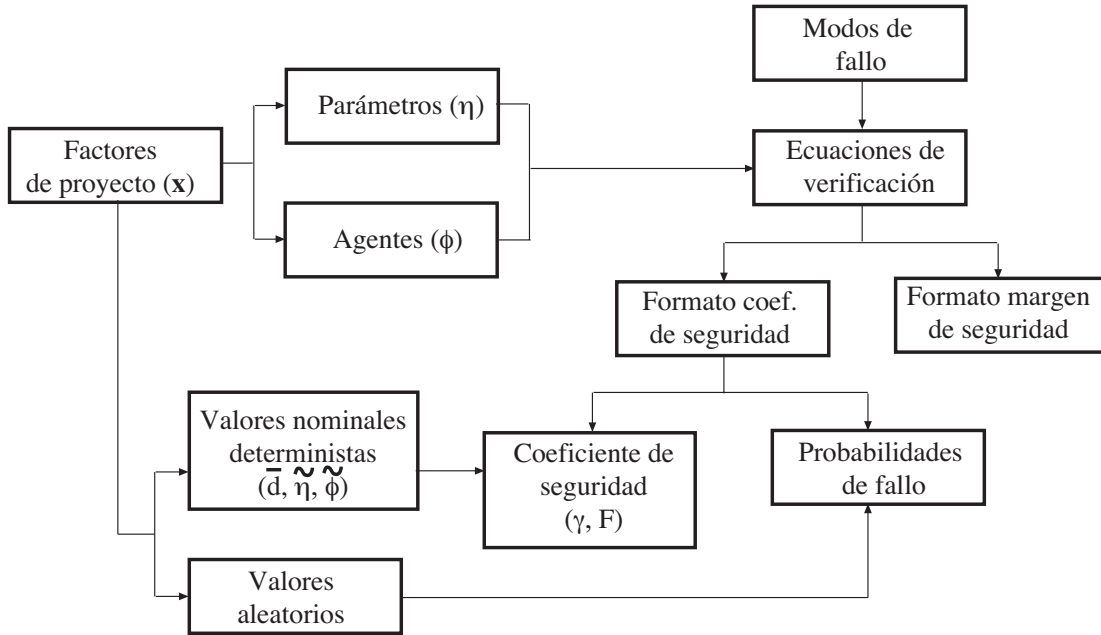 Modos de
fallo
Parámetros (η)
Factores
de proyecto (x)
Ecuaciones de
verificación
Agentes (ϕ)
Formato coef.
de seguridad
Formato margen
de seguridad
Valores nominales
deterministas
(d̅, η̃, ϕ̃)
Coeficiente de
seguridad
(γ, F)
Probabilidades
de fallo
Valores
aleatorios